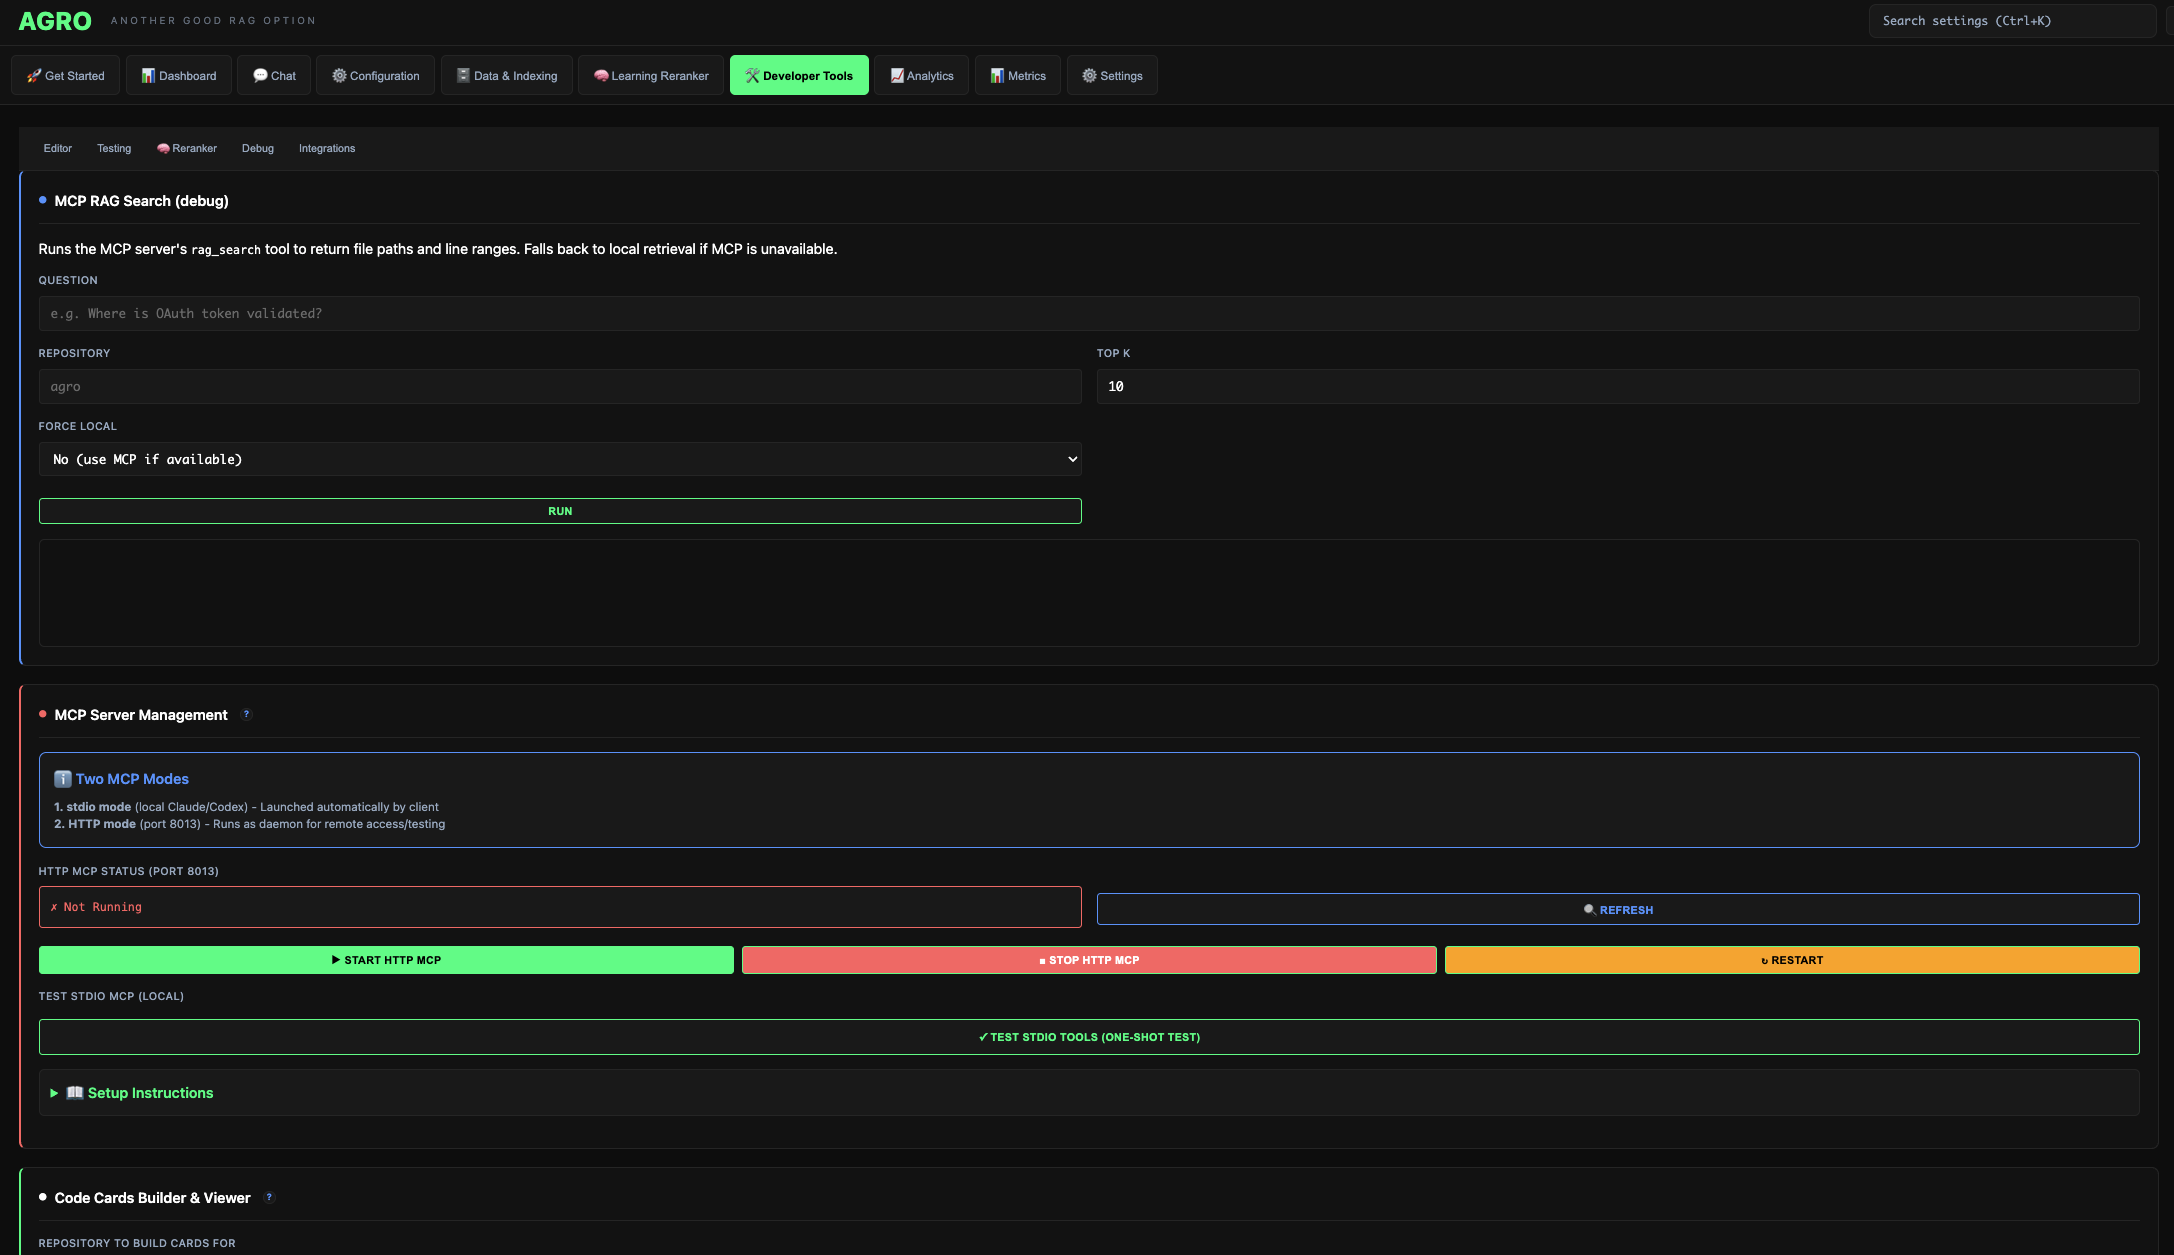 AGRO ANOTHER GOOD RAG OPTION
Search settings (Ctrl+K)
🚀 Get Started
📊 Dashboard
💬 Chat
⚙️ Configuration
🗄️ Data & Indexing
🧠 Learning Reranker
🛠️ Developer Tools
📈 Analytics
📊 Metrics
⚙️ Settings
Editor
Testing
🧠 Reranker
Debug
Integrations
MCP RAG Search (debug)
Runs the MCP server's rag_search tool to return file paths and line ranges. Falls back to local retrieval if MCP is unavailable.
QUESTION
e.g. Where is OAuth token validated?
REPOSITORY
agro
TOP K
10
FORCE LOCAL
No (use MCP if available)
RUN
MCP Server Management ?
ℹ️ Two MCP Modes
1. stdio mode (local Claude/Codex) - Launched automatically by client
2. HTTP mode (port 8013) - Runs as daemon for remote access/testing
HTTP MCP STATUS (PORT 8013)
✗ Not Running
🔍 REFRESH
▶ START HTTP MCP
■ STOP HTTP MCP
↻ RESTART
TEST STDIO MCP (LOCAL)
✓ TEST STDIO TOOLS (ONE-SHOT TEST)
▶ 📖 Setup Instructions
Code Cards Builder & Viewer ?
REPOSITORY TO BUILD CARDS FOR